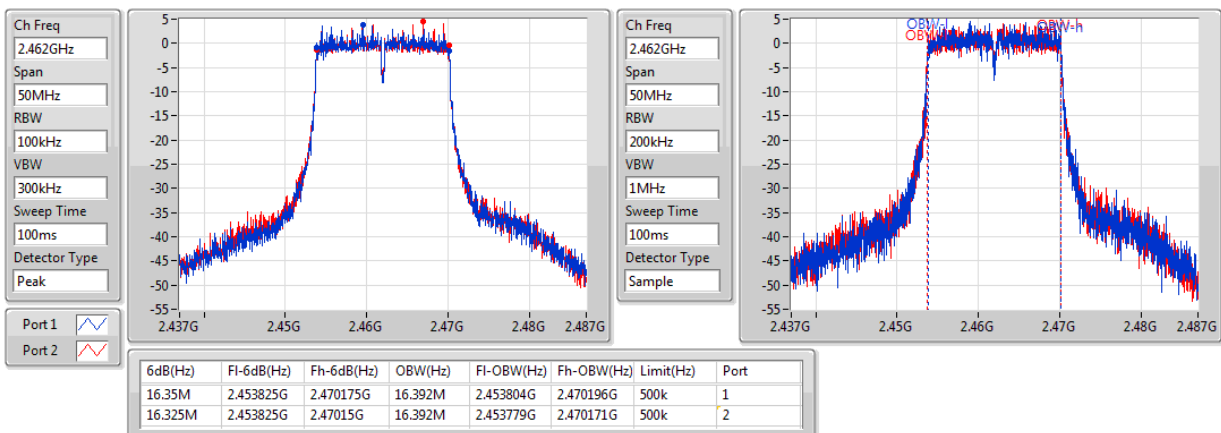 Ch Freq
2.462GHz
Span
50MHz
RBW
100kHz
VBW
300kHz
Sweep Time
100ms
Detector Type
Peak
Port 1
Port 2
5
0
-5
-10
-15
-20
-25
-30
-35
-40
-45
-50
-55
2.437G 2.45G 2.46G 2.47G 2.48G 2.487G
Ch Freq
2.462GHz
Span
50MHz
RBW
200kHz
VBW
1MHz
Sweep Time
100ms
Detector Type
Sample
5
0
-5
-10
-15
-20
-25
-30
-35
-40
-45
-50
-55
OBW-l OBW-h
2.437G 2.45G 2.46G 2.47G 2.48G 2.487G
6dB(Hz) Fl-6dB(Hz) Fh-6dB(Hz) OBW(Hz) Fl-OBW(Hz) Fh-OBW(Hz) Limit(Hz) Port
16.35M 2.453825G 2.470175G 16.392M 2.453804G 2.470196G 500k 1
16.325M 2.453825G 2.47015G 16.392M 2.453779G 2.470171G 500k 2